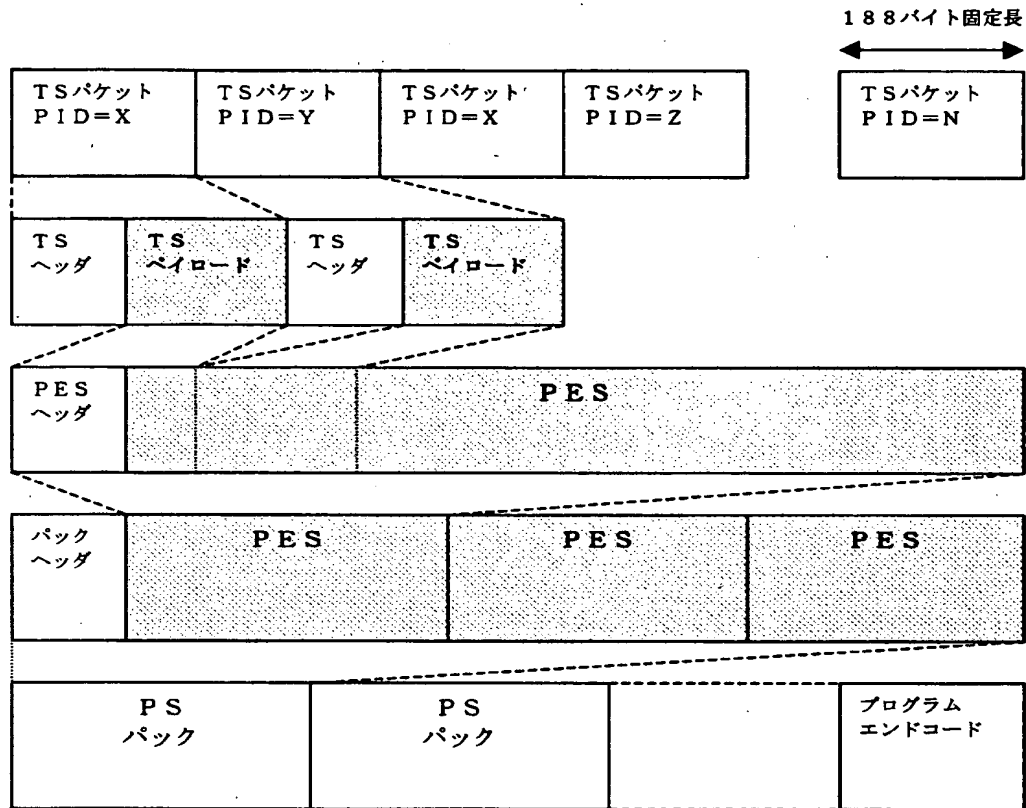 188バイト固定長
TSパケット
PID=X
TSパケット
PID=Y
TSパケット
PID=X
TSパケット
PID=Z
TSパケット
PID=N
TS
ヘッダ
TS
ペイロード
TS
ヘッダ
TS
ペイロード
PES
ヘッダ
PES
パック
ヘッダ
PES
PES
PES
PS
パック
PS
パック
プログラム
エンドコード